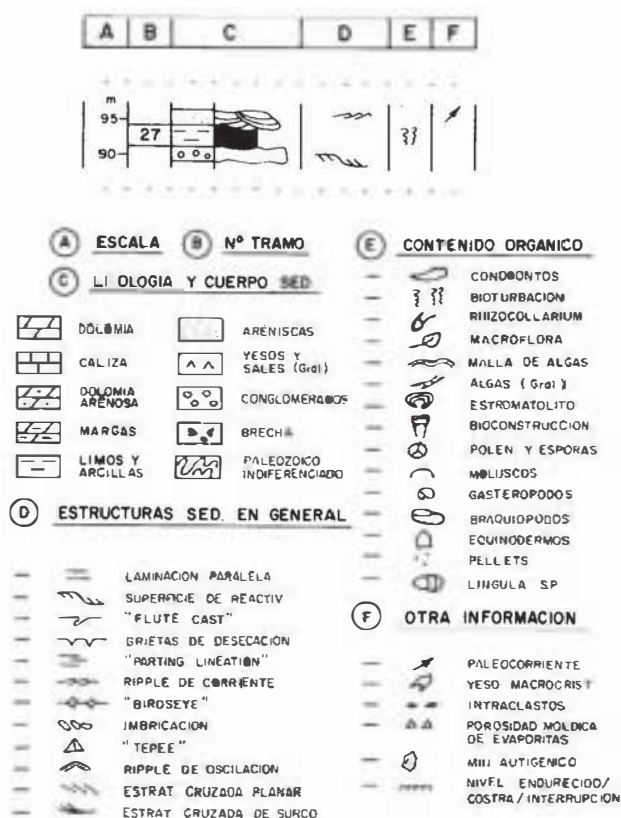 A B C D E F
m
95
27
90
A ESCALA B Nº TRAMO
C LI OLOGIA Y CUERPO SED
DOLOMIA
CALIZA
DOLOMIA
ARENOSA
MARGAS
LIMOS Y
ARCILLAS
ARENISCAS
YESOS Y
SALES (Gral)
CONGLOMERADOS
BRECHA
PALEOZOICO
INDIFERENCIADO
D ESTRUCTURAS SED. EN GENERAL
LAMINACION PARALELA
SUPERFICIE DE REACTIV
"FLUTE CAST"
GRIETAS DE DESECACIÓN
"PARTING LINEATION"
RIPPLE DE CORRIENTE
"BIRDSEYE"
IMBRICACION
"TEPEE"
RIPPLE DE OSCILACION
ESTRAT CRUZADA PLANAR
ESTRAT CRUZADA DE SURCO
E CONTENIDO ORGANICO
CONODONTOS
BIOTURBACIÓN
RHIZOCOLLARIUM
MACROFLORA
MALLA DE ALGAS
ALGAS (Gral)
ESTROMATOLITO
BIOCONSTRUCCION
POLEN Y ESPORAS
MOLUSCOS
GASTEROPODOS
BRAQUIOPODOS
EQUINODERMOS
PELLETS
LINGULA SP
F OTRA INFORMACION
PALEOCORRIENTE
YESO MACROCRIST
INTRACLASTOS
POROSIDAD MOLDICA
DE EVAPORITAS
MIN AUTIGENICO
NIVEL ENDURECIDO/
COSTRA/INTERRUPCION